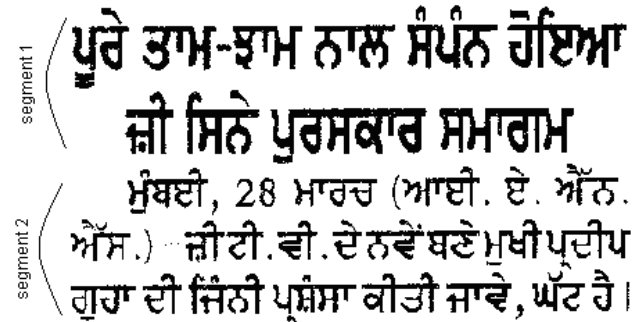 segment 1
ਪੂਰੇ ਤਾਮ-ਝਾਮ ਨਾਲ ਸੰਪੰਨ ਹੋਇਆ
ਜ਼ੀ ਸਿਨੇ ਪੁਰਸਕਾਰ ਸਮਾਗਮ
segment 2
ਮੁੰਬਈ, 28 ਮਾਰਚ (ਆਈ. ਏ. ਐੱਨ.
ਐੱਸ.) ਜ਼ੀ ਟੀ.ਵੀ.ਦੇ ਨਵੇਂ ਬਣੇ ਮੁਖੀ ਪ੍ਰਦੀਪ
ਗੁਹਾ ਦੀ ਜਿੰਨੀ ਪ੍ਰਸ਼ੰਸਾ ਕੀਤੀ ਜਾਵੇ, ਘੱਟ ਹੈ।